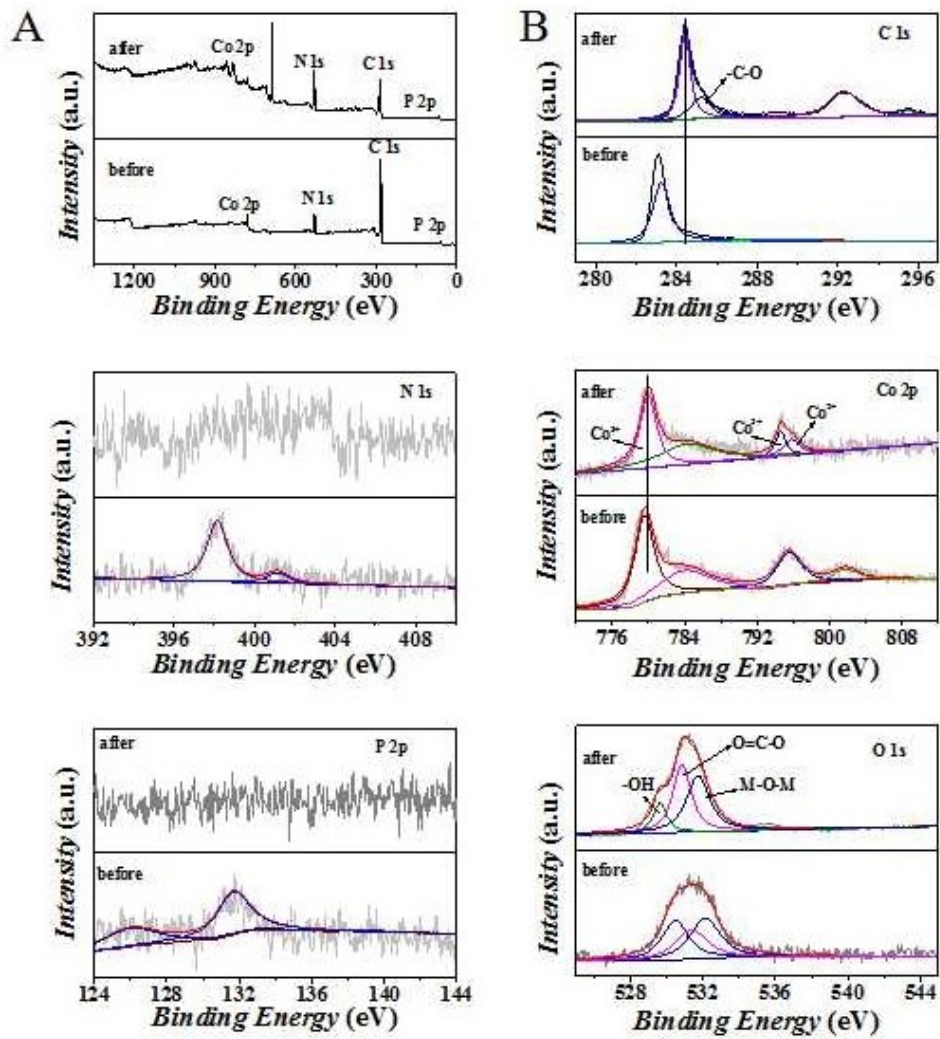 A
after
Co 2p
N 1s
C 1s
P 2p
before
Co 2p
N 1s
C 1s
P 2p
Intensity (a.u.)
1200 900 600 300 0
Binding Energy (eV)
B
after
C 1s
-C-O
before
Intensity (a.u.)
280 284 288 292 296
Binding Energy (eV)
N 1s
Intensity (a.u.)
392 396 400 404 408
Binding Energy (eV)
after
Co 2p
before
Intensity (a.u.)
776 784 792 800 808
Binding Energy (eV)
after
P 2p
before
Intensity (a.u.)
124 128 132 136 140 144
Binding Energy (eV)
after
O=C-O
O 1s
-OH
M-O-M
before
Intensity (a.u.)
528 532 536 540 544
Binding Energy (eV)